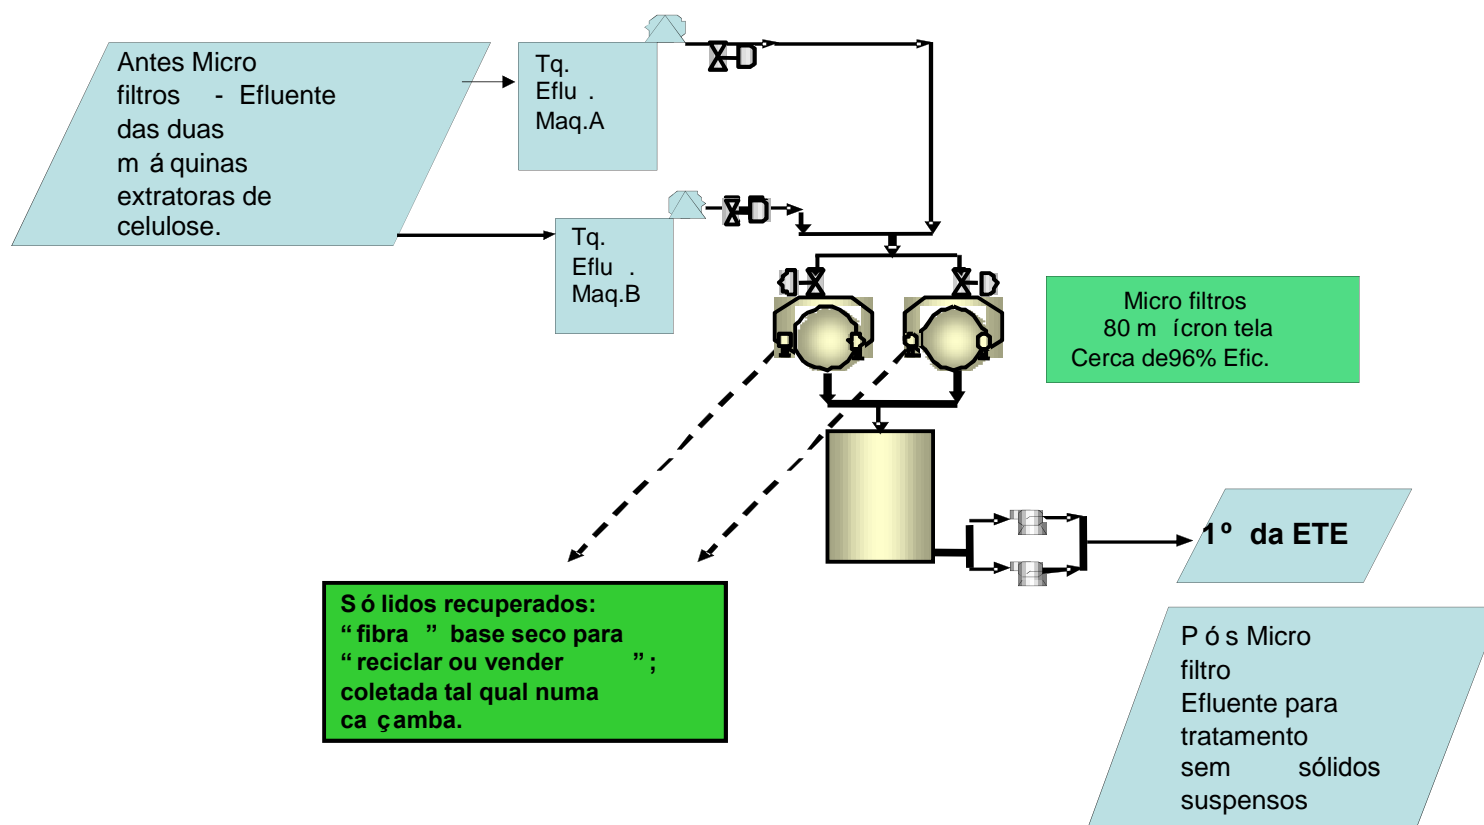 Antes Micro
filtros - Efluente
das duas
m á quinas
extratoras de
celulose.
Tq.
Eflu .
Maq.A
Tq.
Eflu .
Maq.B
Micro filtros
80 m ícron tela
Cerca de96% Efic.
1º da ETE
S ó lidos recuperados:
“ fibra ” base seco para
“ reciclar ou vender ” ;
coletada tal qual numa
ca çamba.
P ó s Micro
filtro
Efluente para
tratamento
sem sólidos
suspensos